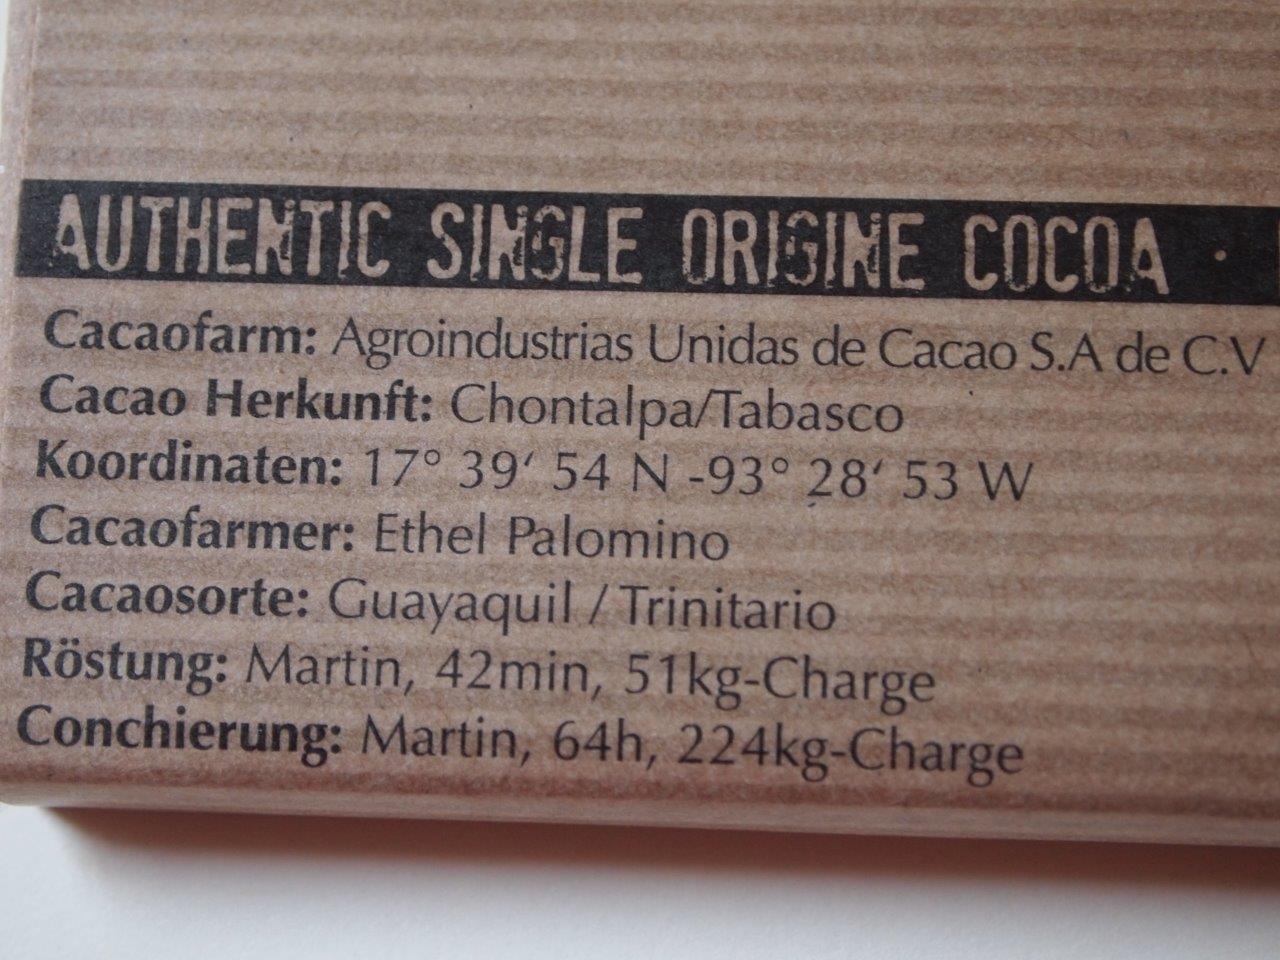 AUTHENTIC SINGLE ORIGINE COCOA ·
Cacaofarm: Agroindustrias Unidas de Cacao S.A de C.V
Cacao Herkunft: Chontalpa/Tabasco
Koordinaten: 17° 39‘ 54 N -93° 28‘ 53 W
Cacaofarmer: Ethel Palomino
Cacaosorte: Guayaquil / Trinitario
Röstung: Martin, 42min, 51kg-Charge
Conchierung: Martin, 64h, 224kg-Charge